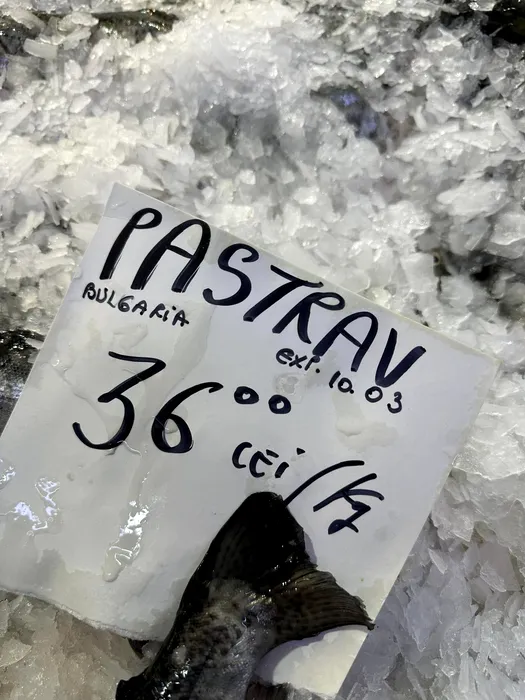 PASTRAV
BULGARIA
exp. 10.03
36⁰⁰
LEi/Kg